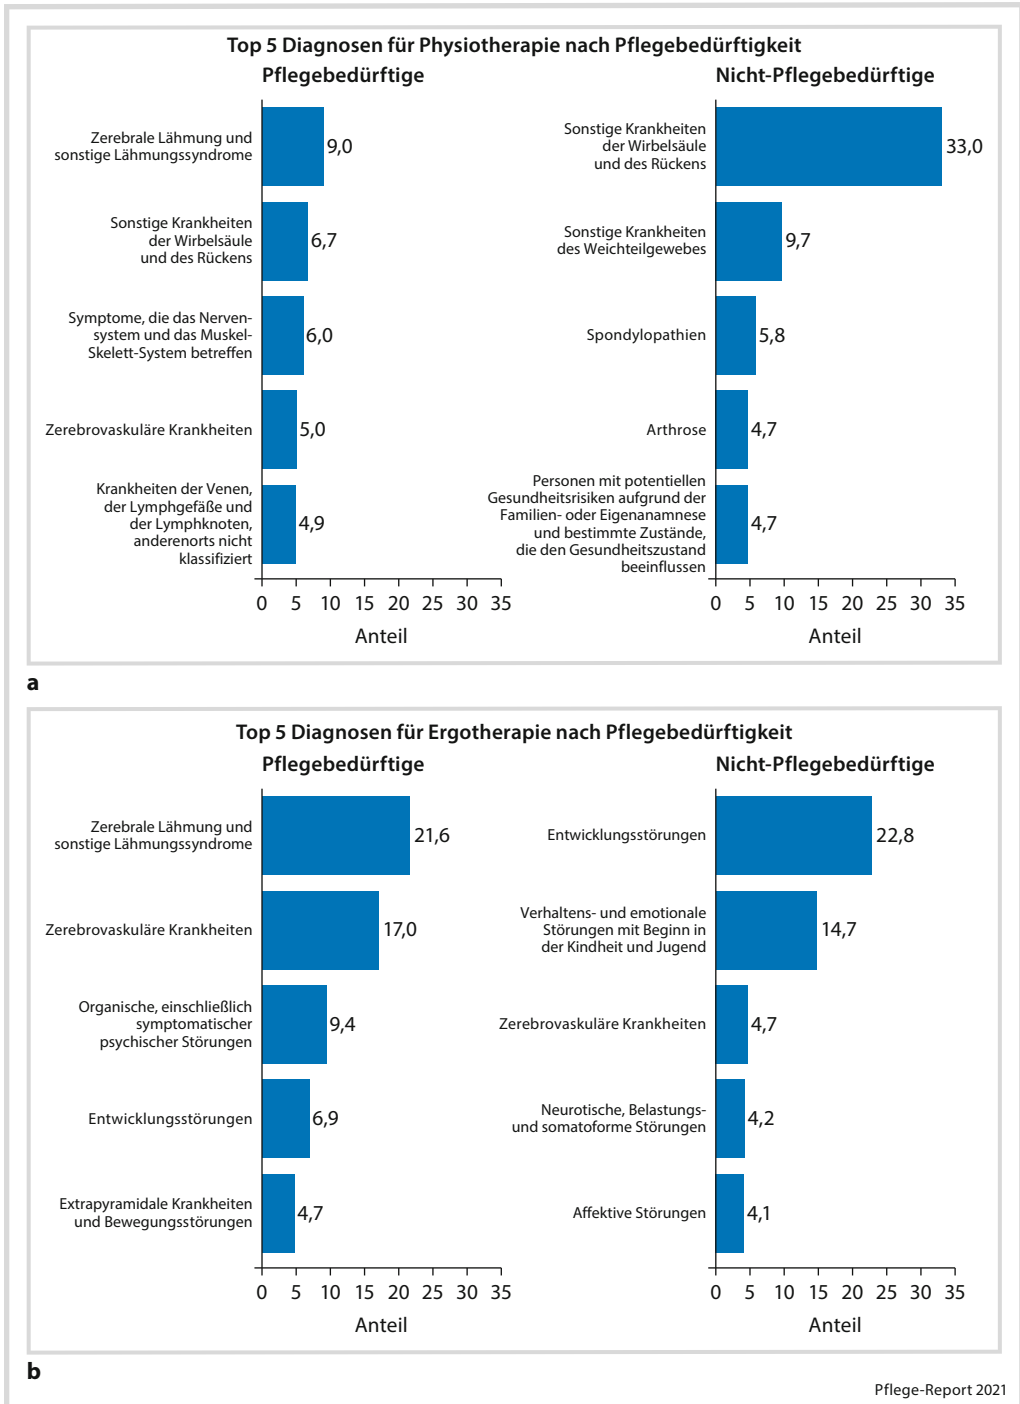 Top 5 Diagnosen für Physiotherapie nach Pflegebedürftigkeit
Pflegebedürftige
Zerebrale Lähmung und
sonstige Lähmungssyndrome
9,0
Sonstige Krankheiten
der Wirbelsäule
und des Rückens
6,7
Symptome, die das Nerven-
system und das Muskel-
Skelett-System betreffen
6,0
Zerebrovaskuläre Krankheiten
5,0
Krankheiten der Venen,
der Lymphgefäße und
der Lymphknoten,
anderenorts nicht
klassifiziert
4,9
0 5 10 15 20 25 30 35
Anteil
Nicht-Pflegebedürftige
Sonstige Krankheiten
der Wirbelsäule
und des Rückens
33,0
Sonstige Krankheiten
des Weichteilgewebes
9,7
Spondylopathien
5,8
Arthrose
4,7
Personen mit potentiellen
Gesundheitsrisiken aufgrund der
Familien- oder Eigenanamnese
und bestimmte Zustände,
die den Gesundheitszustand
beeinflussen
4,7
0 5 10 15 20 25 30 35
Anteil
a
Top 5 Diagnosen für Ergotherapie nach Pflegebedürftigkeit
Pflegebedürftige
Zerebrale Lähmung und
sonstige Lähmungssyndrome
21,6
Zerebrovaskuläre Krankheiten
17,0
Organische, einschließlich
symptomatischer
psychischer Störungen
9,4
Entwicklungsstörungen
6,9
Extrapyramidale Krankheiten
und Bewegungsstörungen
4,7
0 5 10 15 20 25 30 35
Anteil
Nicht-Pflegebedürftige
Entwicklungsstörungen
22,8
Verhaltens- und emotionale
Störungen mit Beginn in
der Kindheit und Jugend
14,7
Zerebrovaskuläre Krankheiten
4,7
Neurotische, Belastungs-
und somatoforme Störungen
4,2
Affektive Störungen
4,1
0 5 10 15 20 25 30 35
Anteil
b
Pflege-Report 2021